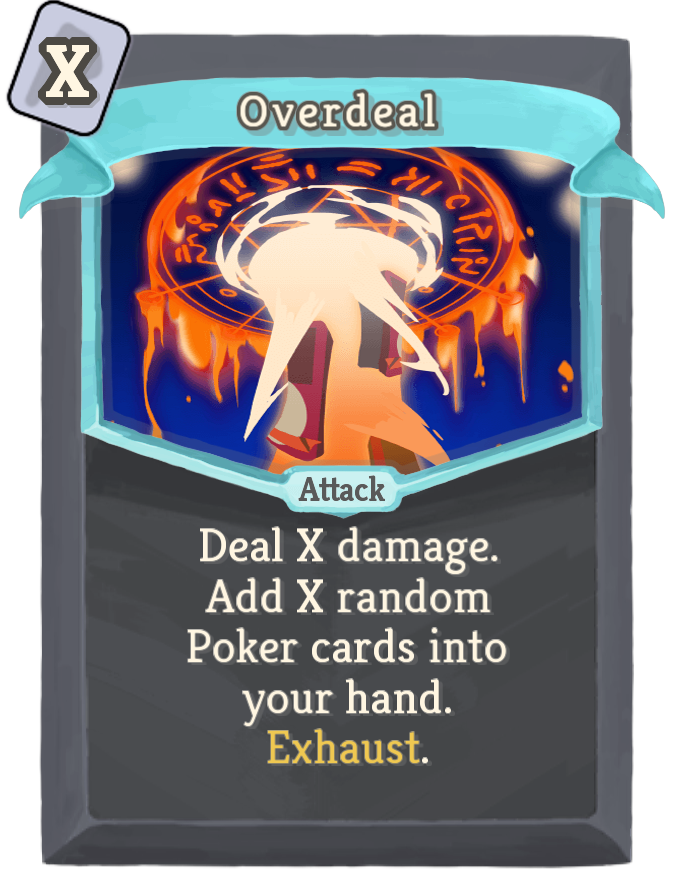 X
Overdeal
Attack
Deal X damage.
Add X random
Poker cards into
your hand.
Exhaust.